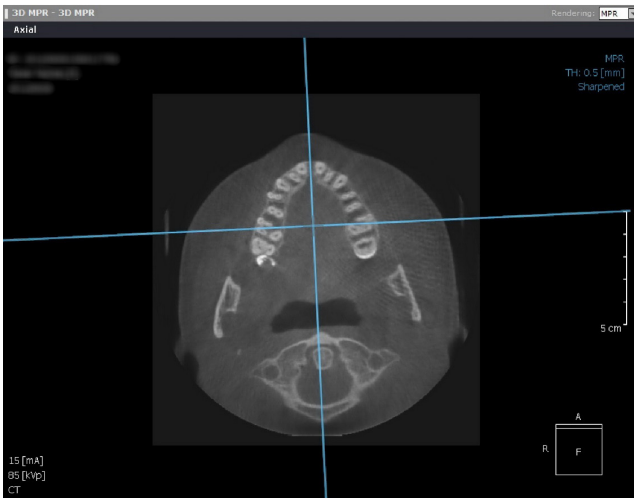 3D MPR - 3D MPR
Rendering: MPR
Axial
MPR
TH: 0.5 [mm]
Sharpened
5 cm
A
R
F
15 [mA]
85 [kVp]
CT